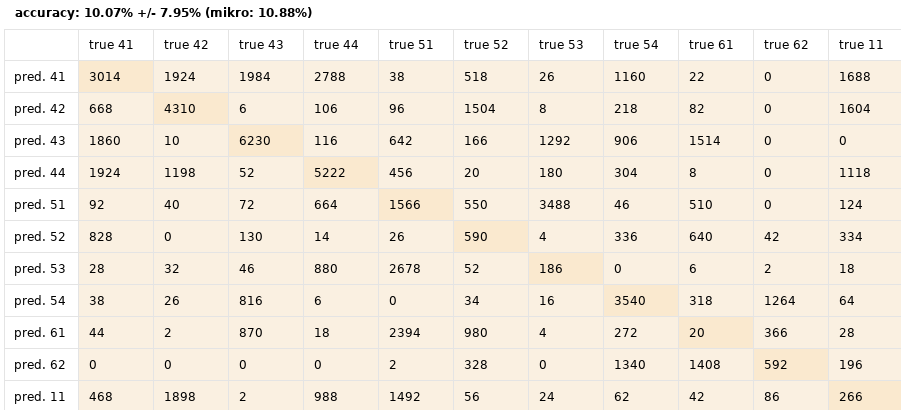 accuracy: 10.07% +/- 7.95% (mikro: 10.88%)
true 41 true 42 true 43 true 44 true 51 true 52 true 53 true 54 true 61 true 62 true 11
pred. 41 3014 1924 1984 2788 38 518 26 1160 22 0 1688
pred. 42 668 4310 6 106 96 1504 8 218 82 0 1604
pred. 43 1860 10 6230 116 642 166 1292 906 1514 0 0
pred. 44 1924 1198 52 5222 456 20 180 304 8 0 1118
pred. 51 92 40 72 664 1566 550 3488 46 510 0 124
pred. 52 828 0 130 14 26 590 4 336 640 42 334
pred. 53 28 32 46 880 2678 52 186 0 6 2 18
pred. 54 38 26 816 6 0 34 16 3540 318 1264 64
pred. 61 44 2 870 18 2394 980 4 272 20 366 28
pred. 62 0 0 0 0 2 328 0 1340 1408 592 196
pred. 11 468 1898 2 988 1492 56 24 62 42 86 266